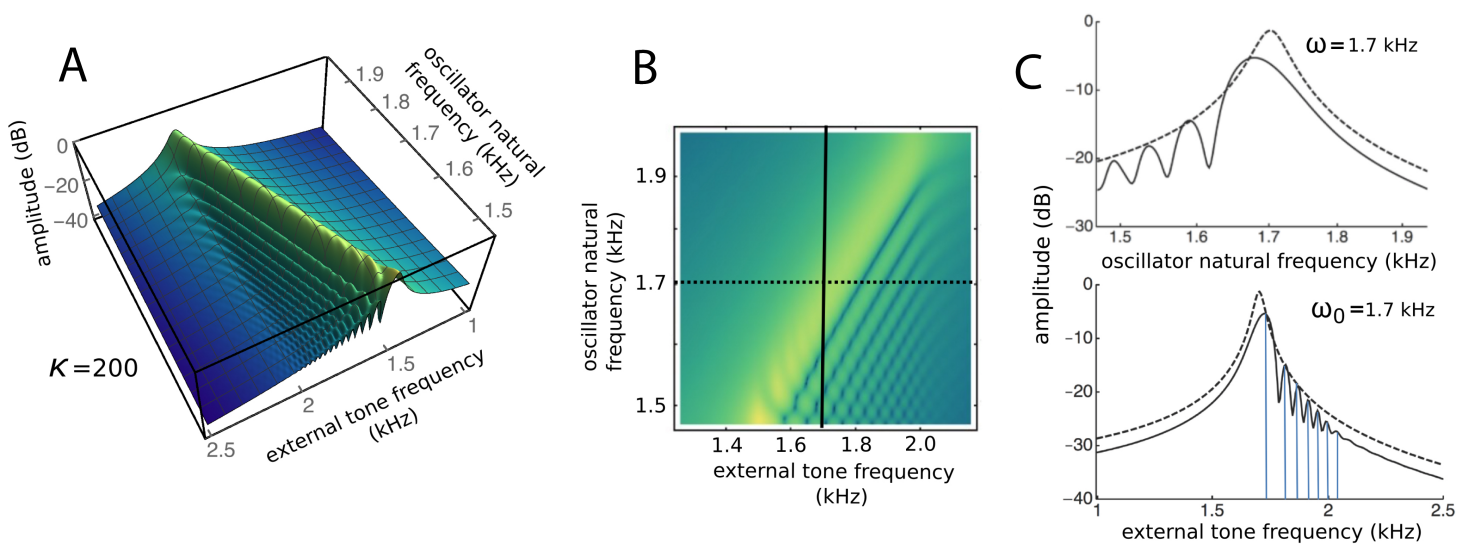 A
amplitude (dB)
0
−20
−40
oscillator natural
frequency (kHz)
1.9
1.8
1.7
1.6
1.5
1
1.5
2
2.5
external tone frequency
(kHz)
K=200
B
oscillator natural
frequency (kHz)
1.9
1.7
1.5
1.4 1.6 1.8 2.0
external tone frequency
(kHz)
C
amplitude (dB)
0
−10
−20
−30
ω=1.7 kHz
1.5 1.6 1.7 1.8 1.9
oscillator natural frequency (kHz)
0
−10
−20
−30
−40
ω0=1.7 kHz
1 1.5 2 2.5
external tone frequency (kHz)